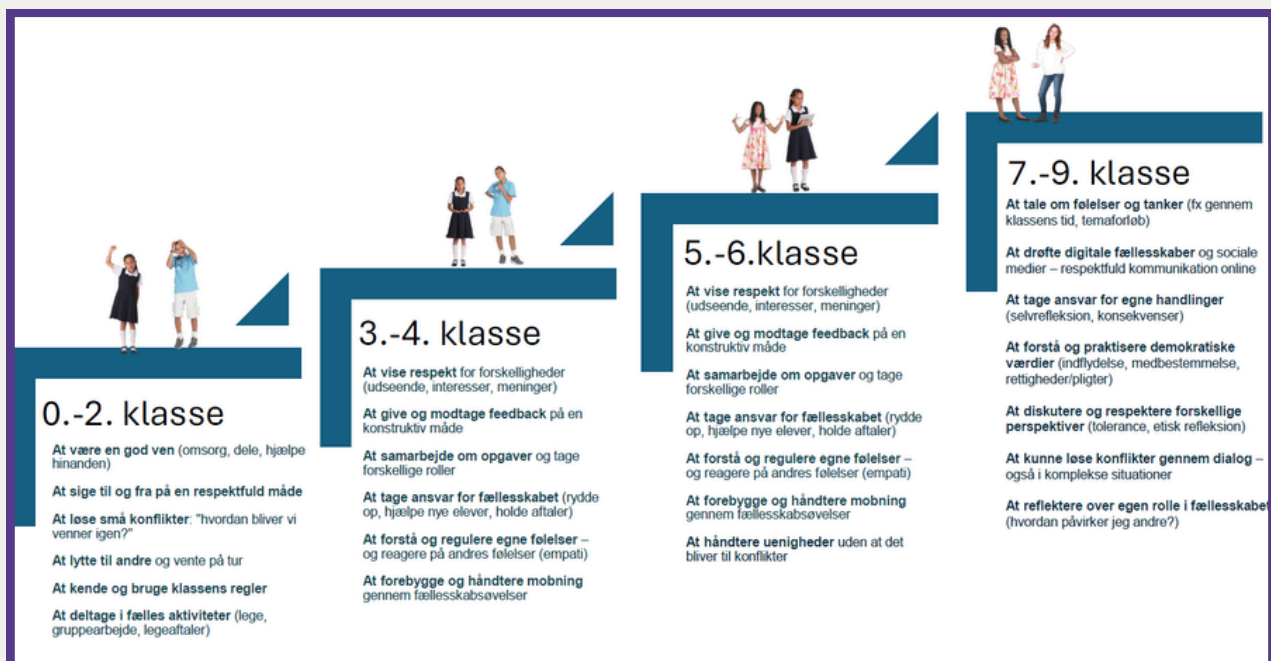 0.-2. klasse
At være en god ven (omsorg, dele, hjælpe
hinanden)
At sige til og fra på en respektfuld måde
At løse små konflikter: "hvordan bliver vi
venner igen?"
At lytte til andre og vente på tur
At kende og bruge klassens regler
At deltage i fælles aktiviteter (lege,
gruppearbejde, legeaftaler)
3.-4. klasse
At vise respekt for forskelligheder
(udseende, interesser, meninger)
At give og modtage feedback på en
konstruktiv måde
At samarbejde om opgaver og tage
forskellige roller
At tage ansvar for fællesskabet (rydde
op, hjælpe nye elever, holde aftaler)
At forstå og regulere egne følelser –
og reagere på andres følelser (empati)
At forebygge og håndtere mobning
gennem fællesskabsøvelser
5.-6.klasse
At vise respekt for forskelligheder
(udseende, interesser, meninger)
At give og modtage feedback på en
konstruktiv måde
At samarbejde om opgaver og tage
forskellige roller
At tage ansvar for fællesskabet (rydde
op, hjælpe nye elever, holde aftaler)
At forstå og regulere egne følelser –
og reagere på andres følelser (empati)
At forebygge og håndtere mobning
gennem fællesskabsøvelser
At håndtere uenigheder uden at det
bliver til konflikter
7.-9. klasse
At tale om følelser og tanker (fx gennem
klassens tid, temaforløb)
At drøfte digitale fællesskaber og sociale
medier – respektfuld kommunikation online
At tage ansvar for egne handlinger
(selvrefleksion, konsekvenser)
At forstå og praktisere demokratiske
værdier (indflydelse, medbestemmelse,
rettigheder/pligter)
At diskutere og respektere forskellige
perspektiver (tolerance, etisk refleksion)
At kunne løse konflikter gennem dialog –
også i komplekse situationer
At reflektere over egen rolle i fællesskabet
(hvordan påvirker jeg andre?)